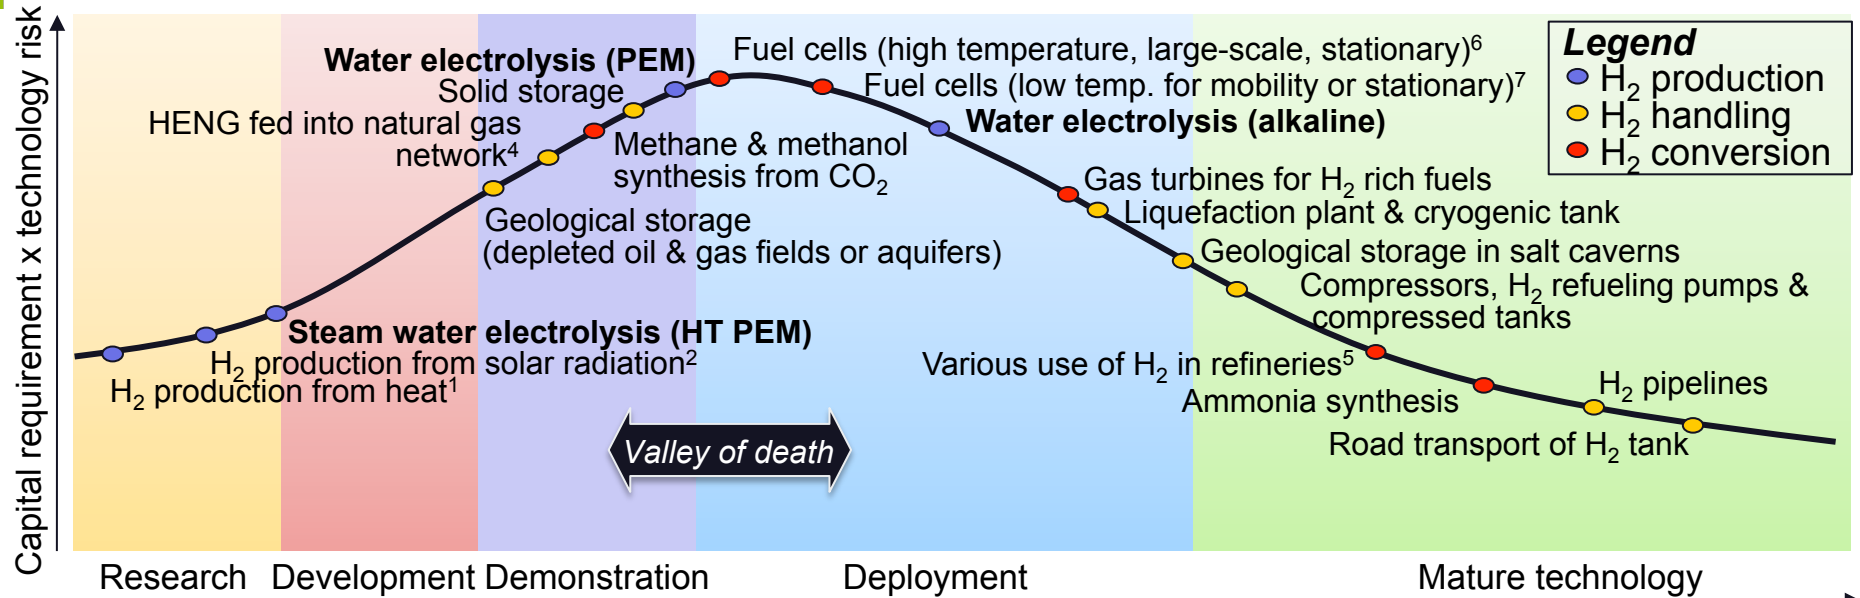 Capital requirement x technology risk
Water electrolysis (PEM)
Solid storage
HENG fed into natural gas
network⁴
Fuel cells (high temperature, large-scale, stationary)⁶
Fuel cells (low temp. for mobility or stationary)⁷
Water electrolysis (alkaline)
Methane & methanol
synthesis from CO₂
Geological storage
(depleted oil & gas fields or aquifers)
Gas turbines for H₂ rich fuels
Liquefaction plant & cryogenic tank
Geological storage in salt caverns
Compressors, H₂ refueling pumps &
compressed tanks
Steam water electrolysis (HT PEM)
H₂ production from solar radiation²
H₂ production from heat¹
Various use of H₂ in refineries⁵
Ammonia synthesis
H₂ pipelines
Road transport of H₂ tank
Valley of death
Legend
H₂ production
H₂ handling
H₂ conversion
Research
Development
Demonstration
Deployment
Mature technology